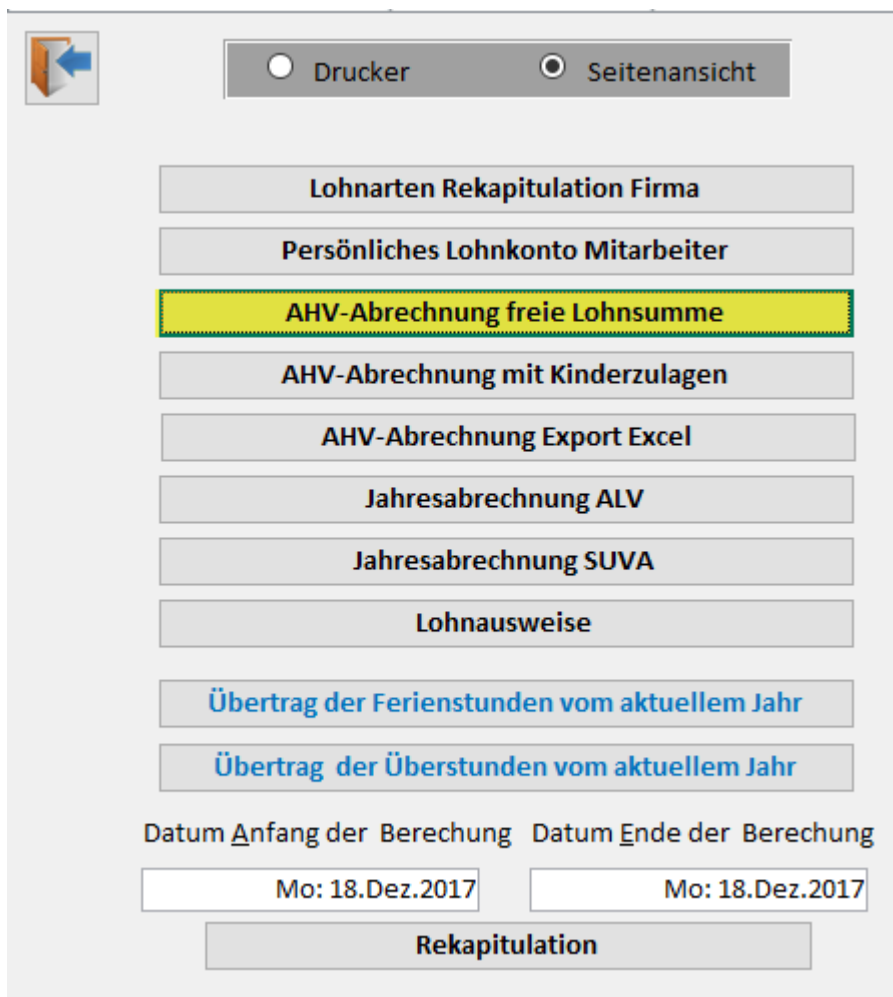 Drucker Seitenansicht
Lohnarten Rekapitulation Firma
Persönliches Lohnkonto Mitarbeiter
AHV-Abrechnung freie Lohnsumme
AHV-Abrechnung mit Kinderzulagen
AHV-Abrechnung Export Excel
Jahresabrechnung ALV
Jahresabrechnung SUVA
Lohnausweise
Übertrag der Ferienstunden vom aktuellem Jahr
Übertrag der Überstunden vom aktuellem Jahr
Datum Anfang der Berechung Datum Ende der Berechung
Mo: 18.Dez.2017 Mo: 18.Dez.2017
Rekapitulation